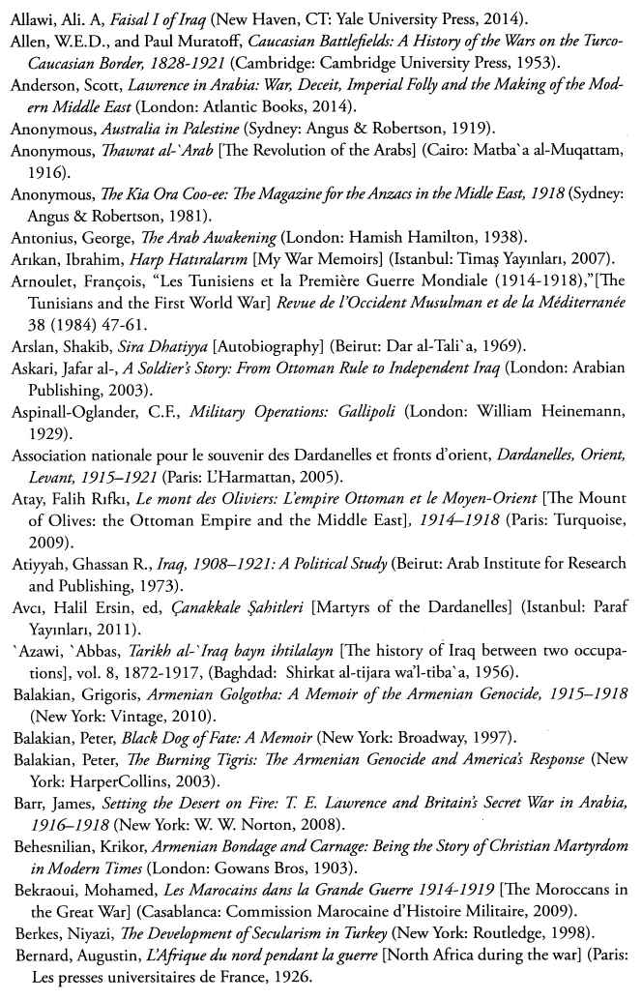 Allawi, Ali. A, Faisal I of Iraq (New Haven, CT: Yale University Press, 2014).
Allen, W.E.D., and Paul Muratoff, Caucasian Battlefields: A History of the Wars on the Turco-
Caucasian Border, 1828-1921 (Cambridge: Cambridge University Press, 1953).
Anderson, Scott, Lawrence in Arabia: War, Deceit, Imperial Folly and the Making of the Mod-
ern Middle East (London: Atlantic Books, 2014).
Anonymous, Australia in Palestine (Sydney: Angus & Robertson, 1919).
Anonymous, Thawrat al-`Arab [The Revolution of the Arabs] (Cairo: Matba`a al-Muqattam,
1916).
Anonymous, The Kia Ora Coo-ee: The Magazine for the Anzacs in the Midle East, 1918 (Sydney:
Angus & Robertson, 1981).
Antonius, George, The Arab Awakening (London: Hamish Hamilton, 1938).
Arıkan, Ibrahim, Harp Hatıralarım [My War Memoirs] (Istanbul: Timaş Yayınları, 2007).
Arnoulet, François, “Les Tunisiens et la Première Guerre Mondiale (1914-1918),”[The
Tunisians and the First World War] Revue de l’Occident Musulman et de la Méditerranée
38 (1984) 47-61.
Arslan, Shakib, Sira Dhatiyya [Autobiography] (Beirut: Dar al-Tali`a, 1969).
Askari, Jafar al-, A Soldier’s Story: From Ottoman Rule to Independent Iraq (London: Arabian
Publishing, 2003).
Aspinall-Oglander, C.F., Military Operations: Gallipoli (London: William Heinemann,
1929).
Association nationale pour le souvenir des Dardanelles et fronts d’orient, Dardanelles, Orient,
Levant, 1915–1921 (Paris: L’Harmattan, 2005).
Atay, Falih Rıfkı, Le mont des Oliviers: L’empire Ottoman et le Moyen-Orient [The Mount
of Olives: the Ottoman Empire and the Middle East], 1914–1918 (Paris: Turquoise,
2009).
Atiyyah, Ghassan R., Iraq, 1908–1921: A Political Study (Beirut: Arab Institute for Research
and Publishing, 1973).
Avcı, Halil Ersin, ed, Çanakkale Şahitleri [Martyrs of the Dardanelles] (Istanbul: Paraf
Yayınları, 2011).
`Azawi, `Abbas, Tarikh al-`Iraq bayn ihtilalayn [The history of Iraq between two occupa-
tions], vol. 8, 1872-1917, (Baghdad: Shirkat al-tijara wa’l-tiba`a, 1956).
Balakian, Grigoris, Armenian Golgotha: A Memoir of the Armenian Genocide, 1915–1918
(New York: Vintage, 2010).
Balakian, Peter, Black Dog of Fate: A Memoir (New York: Broadway, 1997).
Balakian, Peter, The Burning Tigris: The Armenian Genocide and America’s Response (New
York: HarperCollins, 2003).
Barr, James, Setting the Desert on Fire: T. E. Lawrence and Britain’s Secret War in Arabia,
1916–1918 (New York: W. W. Norton, 2008).
Behesnilian, Krikor, Armenian Bondage and Carnage: Being the Story of Christian Martyrdom
in Modern Times (London: Gowans Bros, 1903).
Bekraoui, Mohamed, Les Marocains dans la Grande Guerre 1914-1919 [The Moroccans in
the Great War] (Casablanca: Commission Marocaine d’Histoire Militaire, 2009).
Berkes, Niyazi, The Development of Secularism in Turkey (New York: Routledge, 1998).
Bernard, Augustin, L’Afrique du nord pendant la guerre [North Africa during the war] (Paris:
Les presses universitaires de France, 1926.